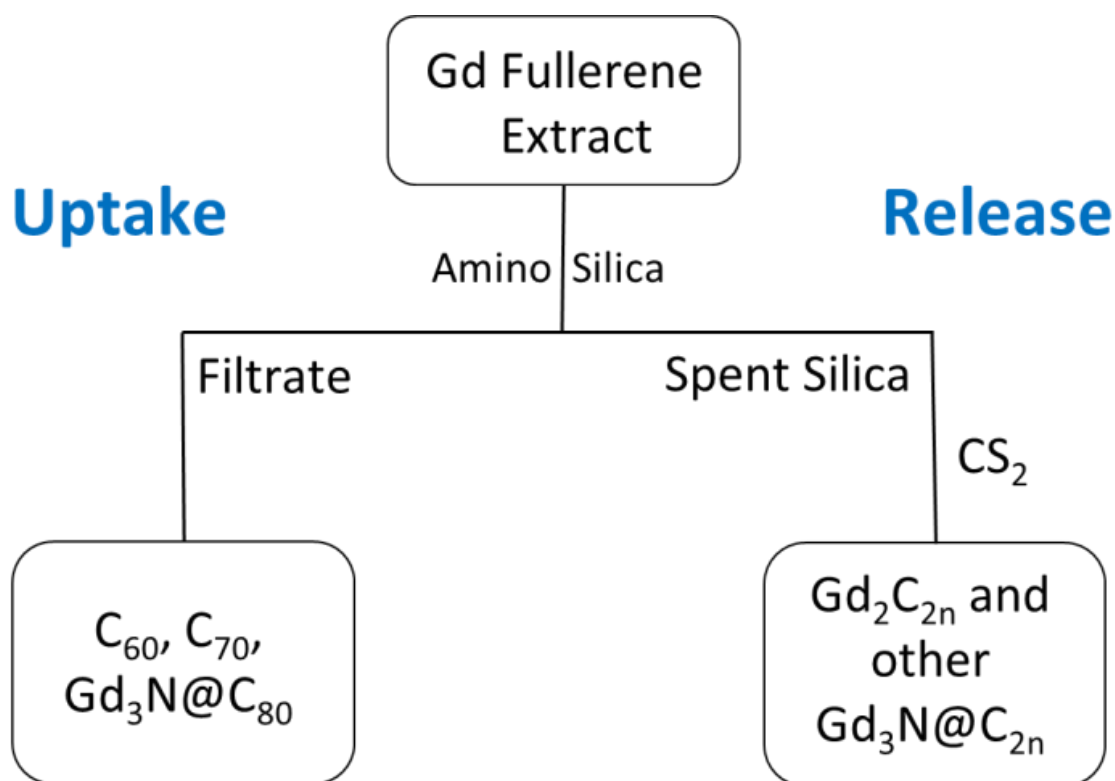 Gd Fullerene
Extract
Uptake
Release
Amino Silica
Filtrate
Spent Silica
CS₂
C₆₀, C₇₀,
Gd₃N@C₈₀
Gd₂C₂ₙ and
other
Gd₃N@C₂ₙ